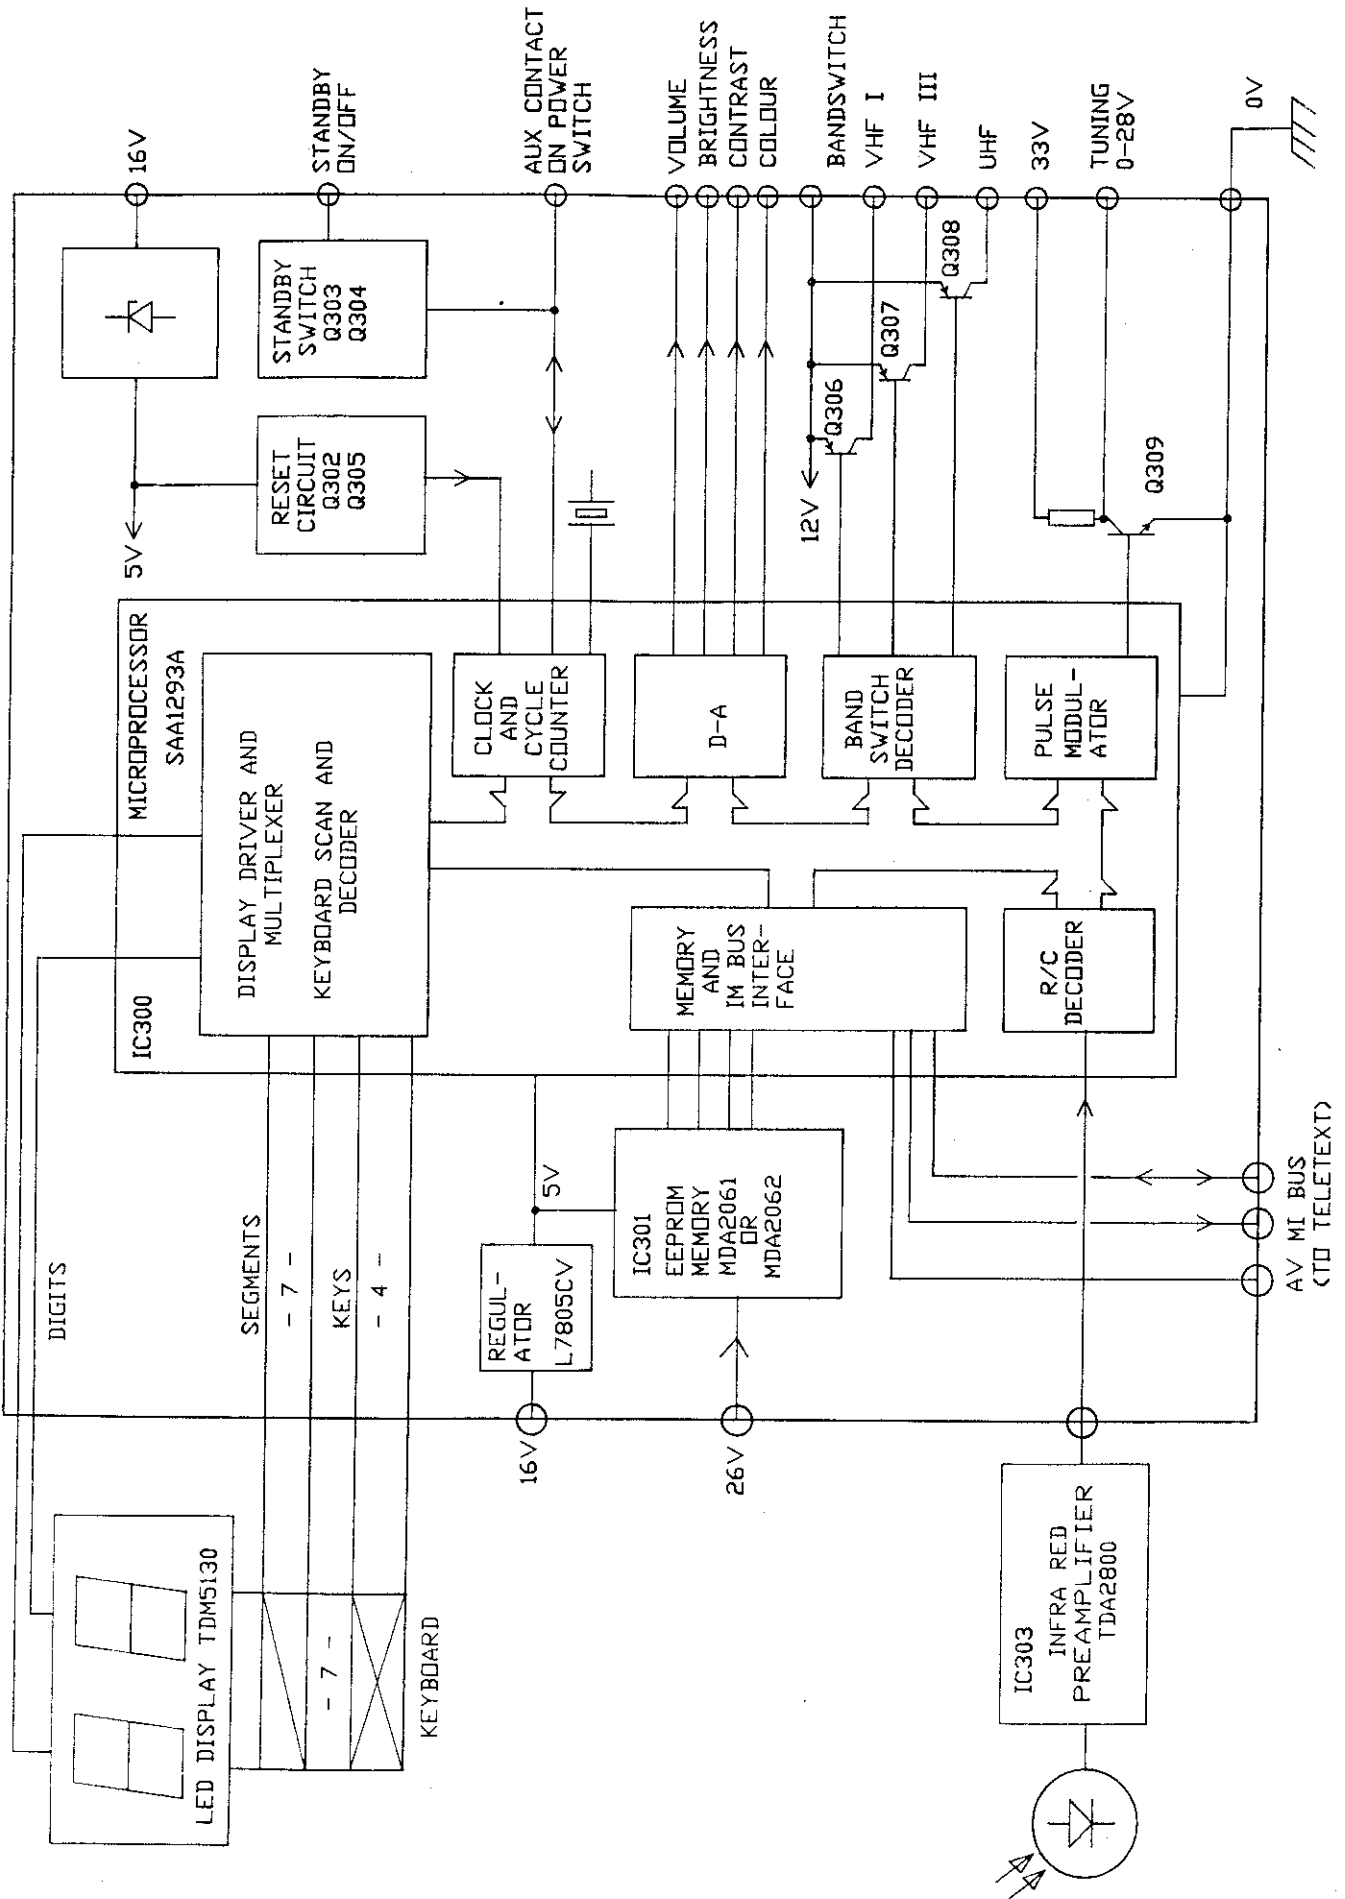 DIGITS
LED DISPLAY TDM5130
SEGMENTS
- 7 -
KEYS
- 4 -
- 7 -
KEYBOARD
IC300
MICROPROCESSOR
SAA1293A
DISPLAY DRIVER AND
MULTIPLEXER
KEYBOARD SCAN AND
DECODER
5V
16V
RESET
CIRCUIT
Q302
Q305
STANDBY
SWITCH
Q303
Q304
STANDBY
ON/OFF
AUX CONTACT
ON POWER
SWITCH
CLOCK
AND
CYCLE
COUNTER
16V
REGUL-
ATOR
L7805CV
5V
26V
IC301
EEPROM
MEMORY
MDA2061
OR
MDA2062
MEMORY
AND
IM BUS
INTER-
FACE
D-A
VOLUME
BRIGHTNESS
CONTRAST
COLOUR
BAND
SWITCH
DECODER
12V
Q306
Q307
Q308
BANDSWITCH
VHF I
VHF III
UHF
IC303
INFRA RED
PREAMPLIFIER
TDA2800
R/C
DECODER
PULSE
MODUL-
ATOR
Q309
33V
TUNING
0-28V
0V
AV MI BUS
(TO TELETEXT)